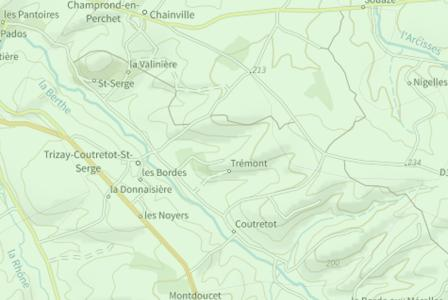 Champrond-en-
Perchet
Chainville
les Pantoires
Pados
Souazé
l'Arcisses
la Valinière
213
St-Serge
Nigelles
la Berthe
Trizay-Coutretot-St-
Serge
les Bordes
Trémont
234
la Donnaisière
les Noyers
Coutretot
200
la Rhône
Montdoucet